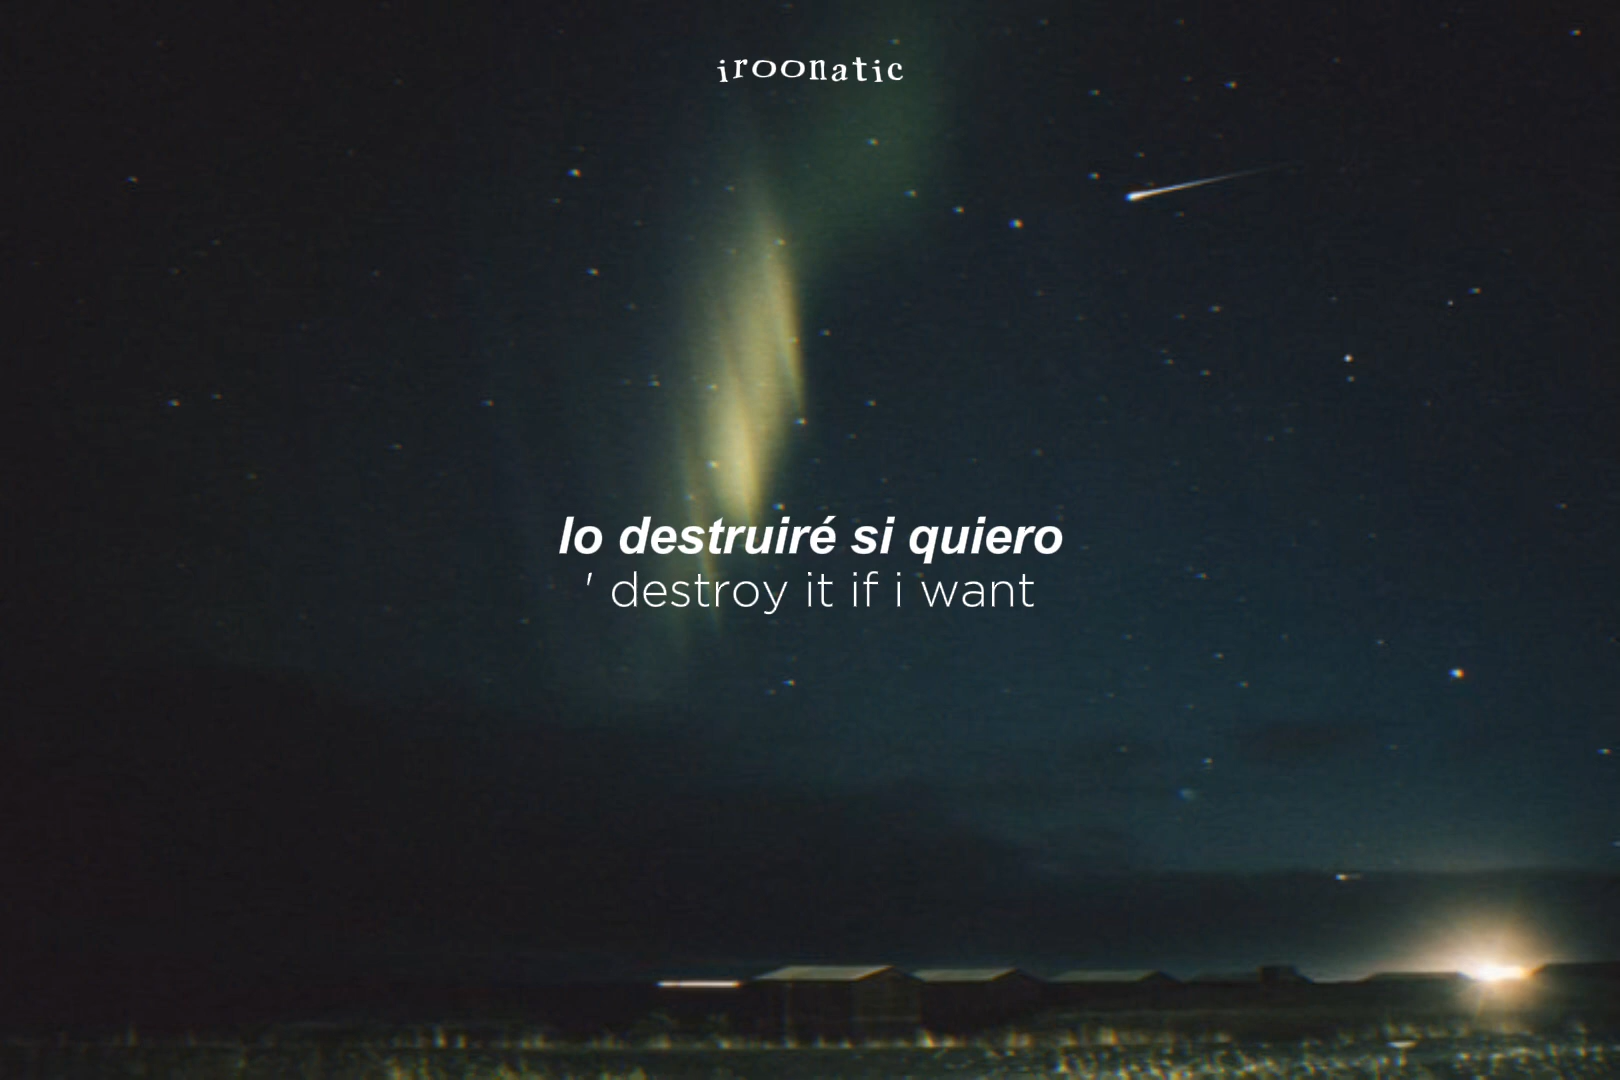 iroonatic
lo destruiré si quiero
' destroy it if i want